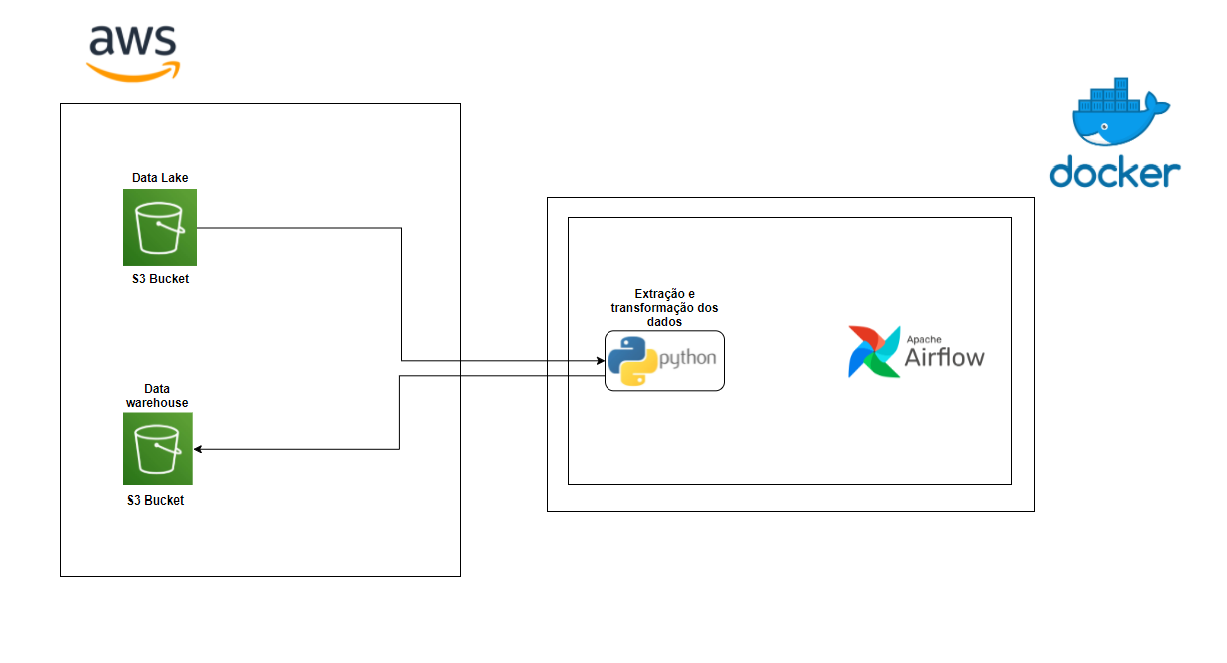 aws
docker
Data Lake
S3 Bucket
Extração e
transformação dos
dados
python
Apache
Airflow
Data
warehouse
S3 Bucket